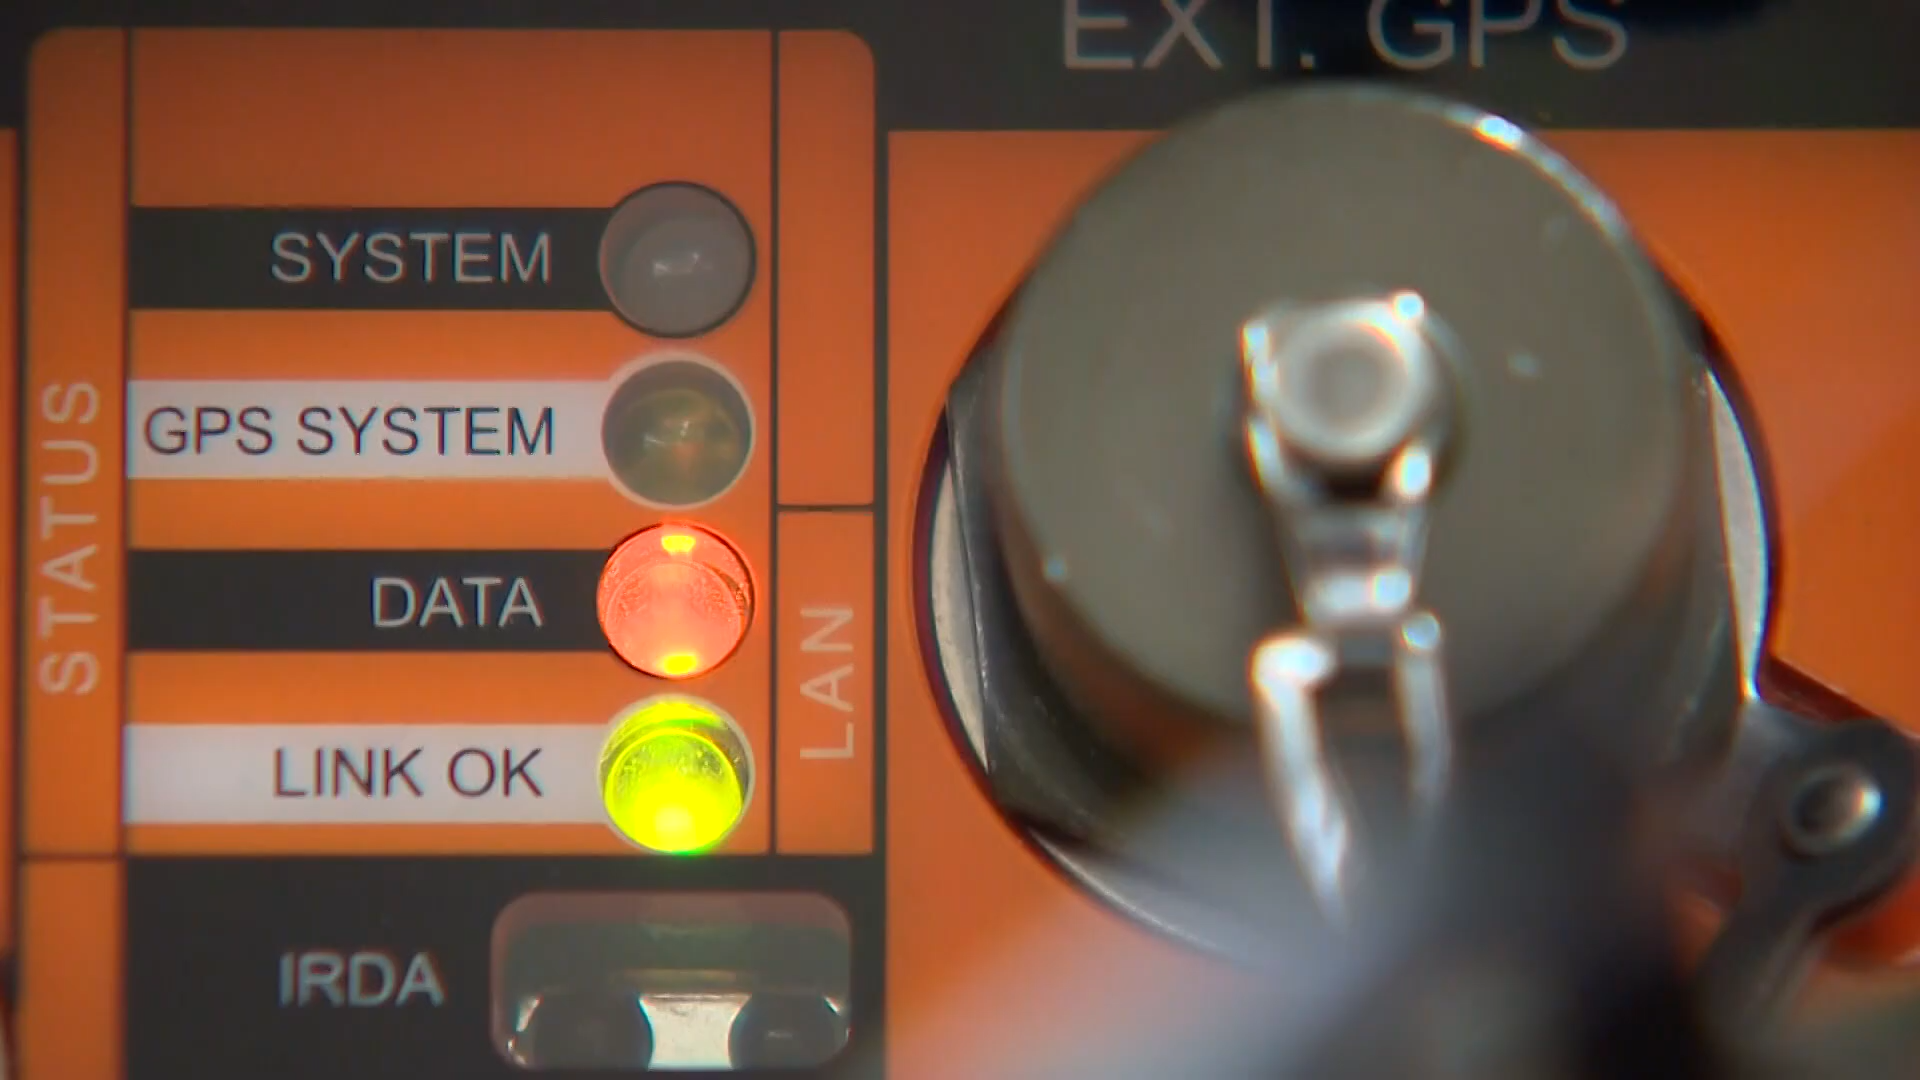 EXT. GPS
STATUS
SYSTEM
GPS SYSTEM
DATA
LINK OK
LAN
IRDA